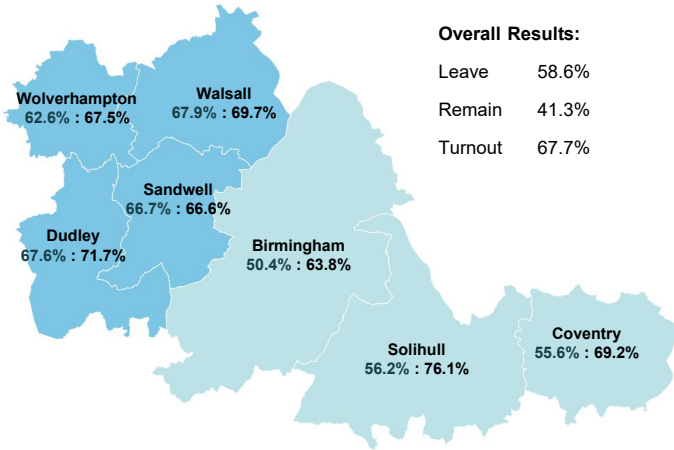 Overall Results:
Leave 58.6%
Remain 41.3%
Turnout 67.7%
Wolverhampton
62.6% : 67.5%
Walsall
67.9% : 69.7%
Sandwell
66.7% : 66.6%
Dudley
67.6% : 71.7%
Birmingham
50.4% : 63.8%
Solihull
56.2% : 76.1%
Coventry
55.6% : 69.2%